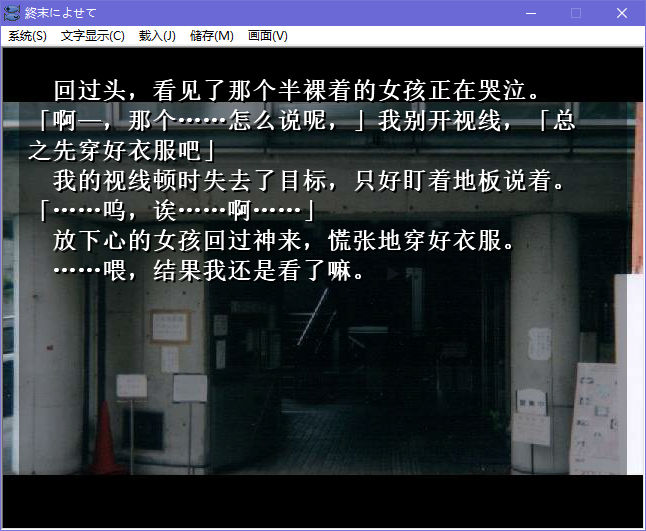 終末によせて
系统(S) 文字显示(C) 载入(J) 储存(M) 画面(V)
回过头，看见了那个半裸着的女孩正在哭泣。
「啊—，那个……怎么说呢，」我别开视线，「总
之先穿好衣服吧」
我的视线顿时失去了目标，只好盯着地板说着。
「……呜，诶……啊……」
放下心的女孩回过神来，慌张地穿好衣服。
……喂，结果我还是看了嘛。